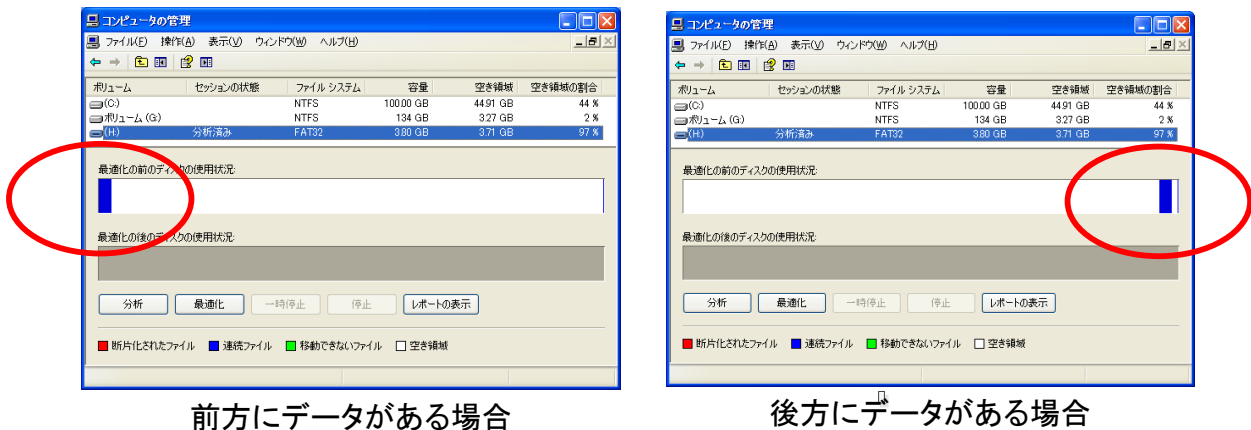 コンピュータの管理
ファイル(F) 操作(A) 表示(V) ウィンドウ(W) ヘルプ(H)
ボリューム セッションの状態 ファイル システム 容量 空き領域 空き領域の割合
(C:) NTFS 100.00 GB 44.91 GB 44 %
ボリューム (G:) NTFS 134 GB 3.27 GB 2 %
(H:) 分析済み FAT32 3.80 GB 3.71 GB 97 %
最適化の前のディスクの使用状況:
最適化の後のディスクの使用状況:
分析 最適化 一時停止 停止 レポートの表示
断片化されたファイル 連続ファイル 移動できないファイル 空き領域
前方にデータがある場合
コンピュータの管理
ファイル(F) 操作(A) 表示(V) ウィンドウ(W) ヘルプ(H)
ボリューム セッションの状態 ファイル システム 容量 空き領域 空き領域の割合
(C:) NTFS 100.00 GB 44.91 GB 44 %
ボリューム (G:) NTFS 134 GB 3.27 GB 2 %
(H:) 分析済み FAT32 3.80 GB 3.71 GB 97 %
最適化の前のディスクの使用状況:
最適化の後のディスクの使用状況:
分析 最適化 一時停止 停止 レポートの表示
断片化されたファイル 連続ファイル 移動できないファイル 空き領域
後方にデータがある場合